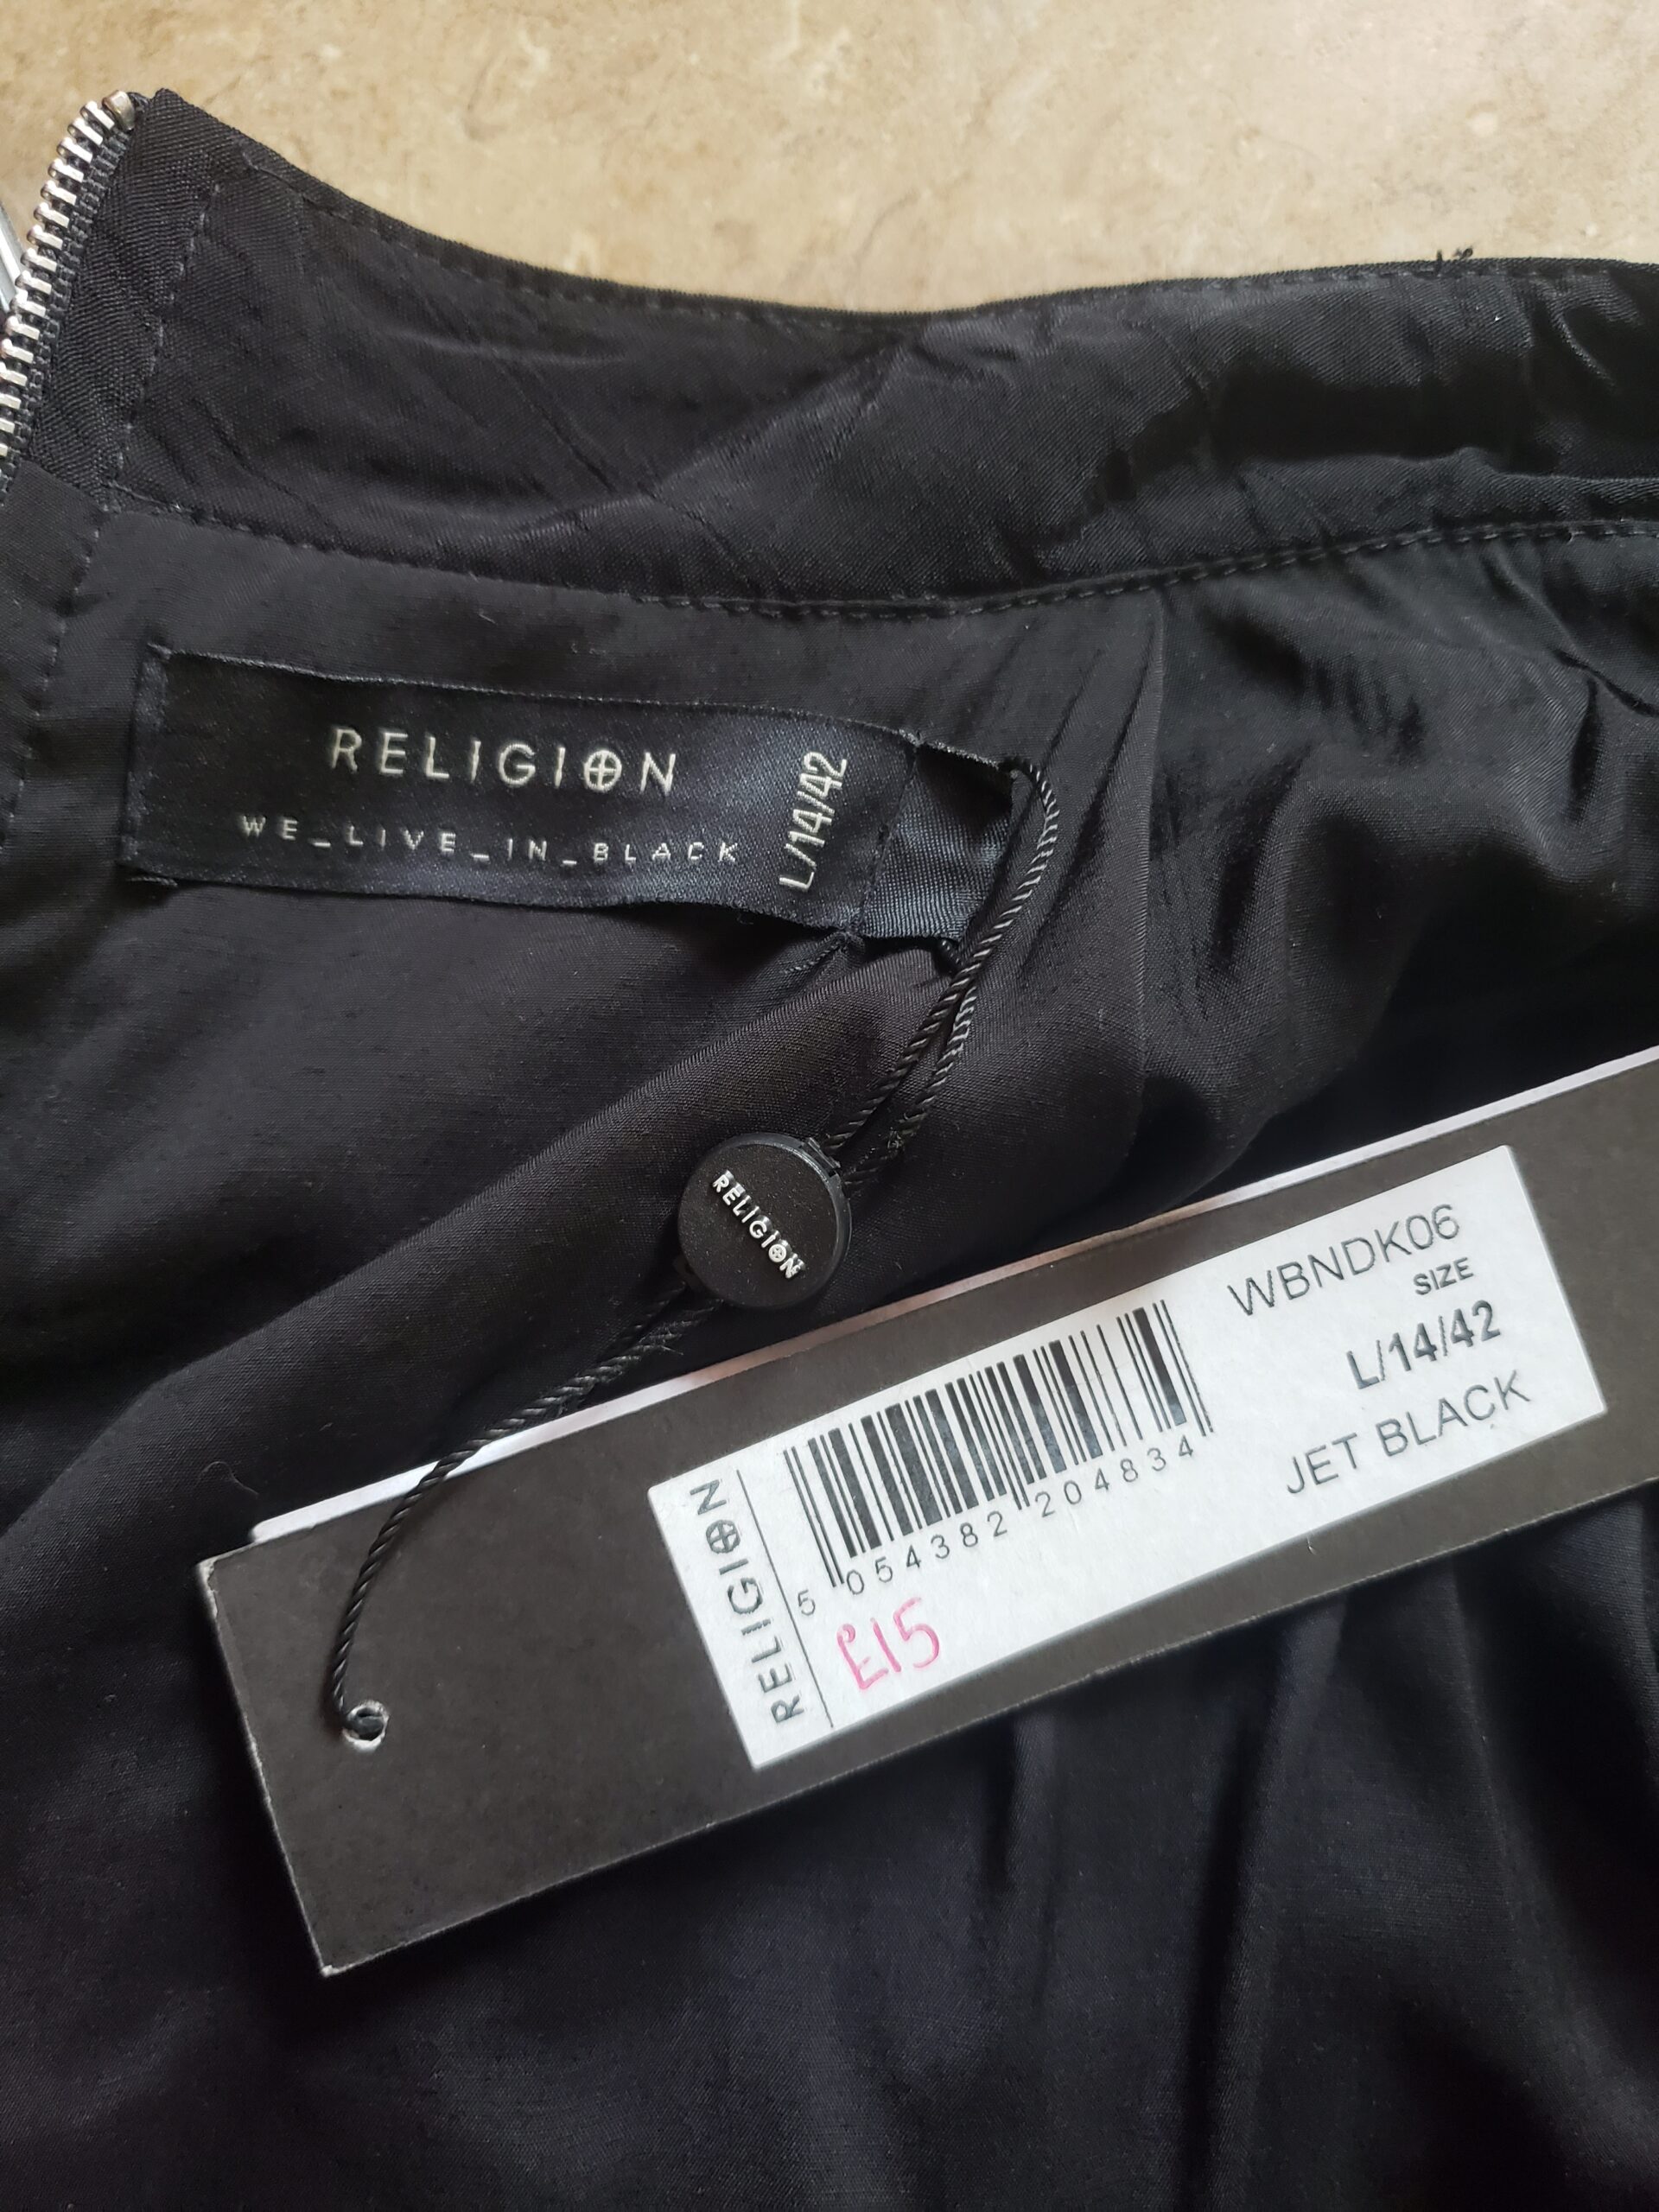 RELIGION
WE_LIVE_IN_BLACK
L/14/42
RELIGION
WBNDK06
SIZE
L/14/42
JET BLACK
5 054382 204834
RELIGION
£15